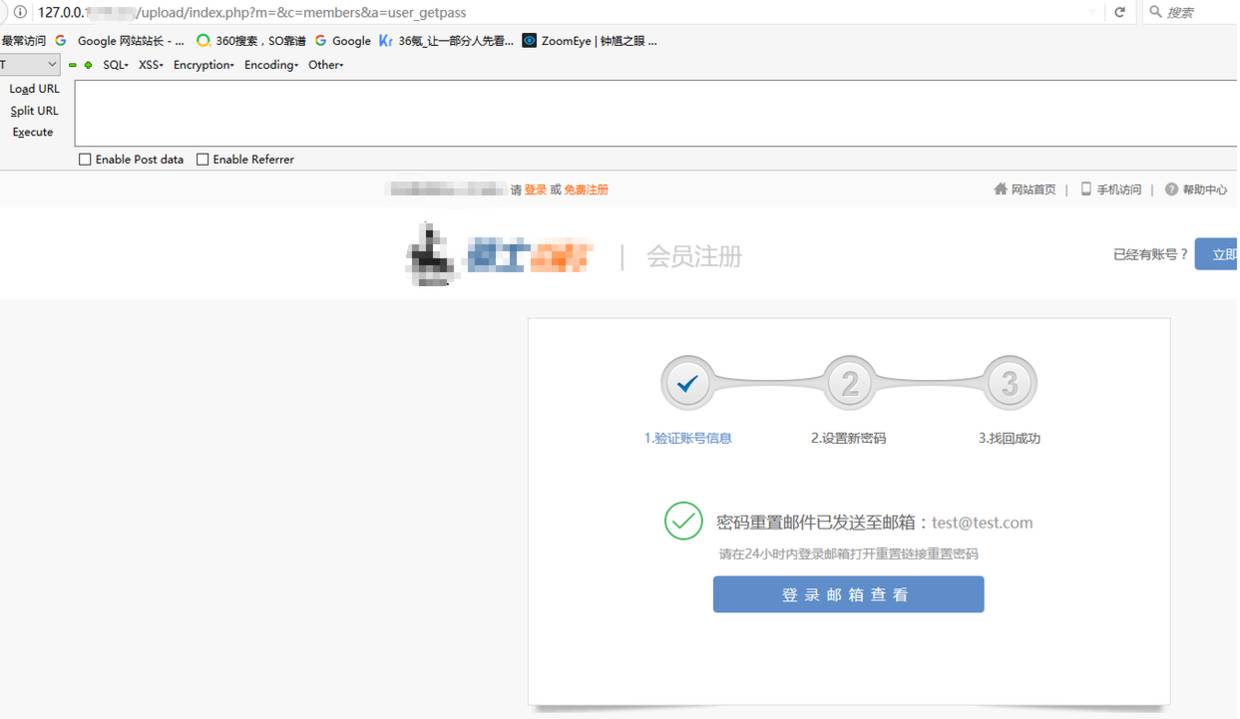 127.0.0. /upload/index.php?m=&c=members&a=user_getpass
搜索
最常访问 Google 网站站长 - ... 360搜索，SO靠谱 Google 36氪_让一部分人先看... ZoomEye | 钟馗之眼 ...
T SQL XSS Encryption Encoding Other
Load URL
Split URL
Execute
Enable Post data Enable Referrer
请 登录 或 免费注册 网站首页 | 手机访问 | 帮助中心
| 会员注册 已经有账号？ 立即
2 3
1.验证账号信息 2.设置新密码 3.找回成功
密码重置邮件已发送至邮箱：test@test.com
请在24小时内登录邮箱打开重置链接重置密码
登录邮箱查看